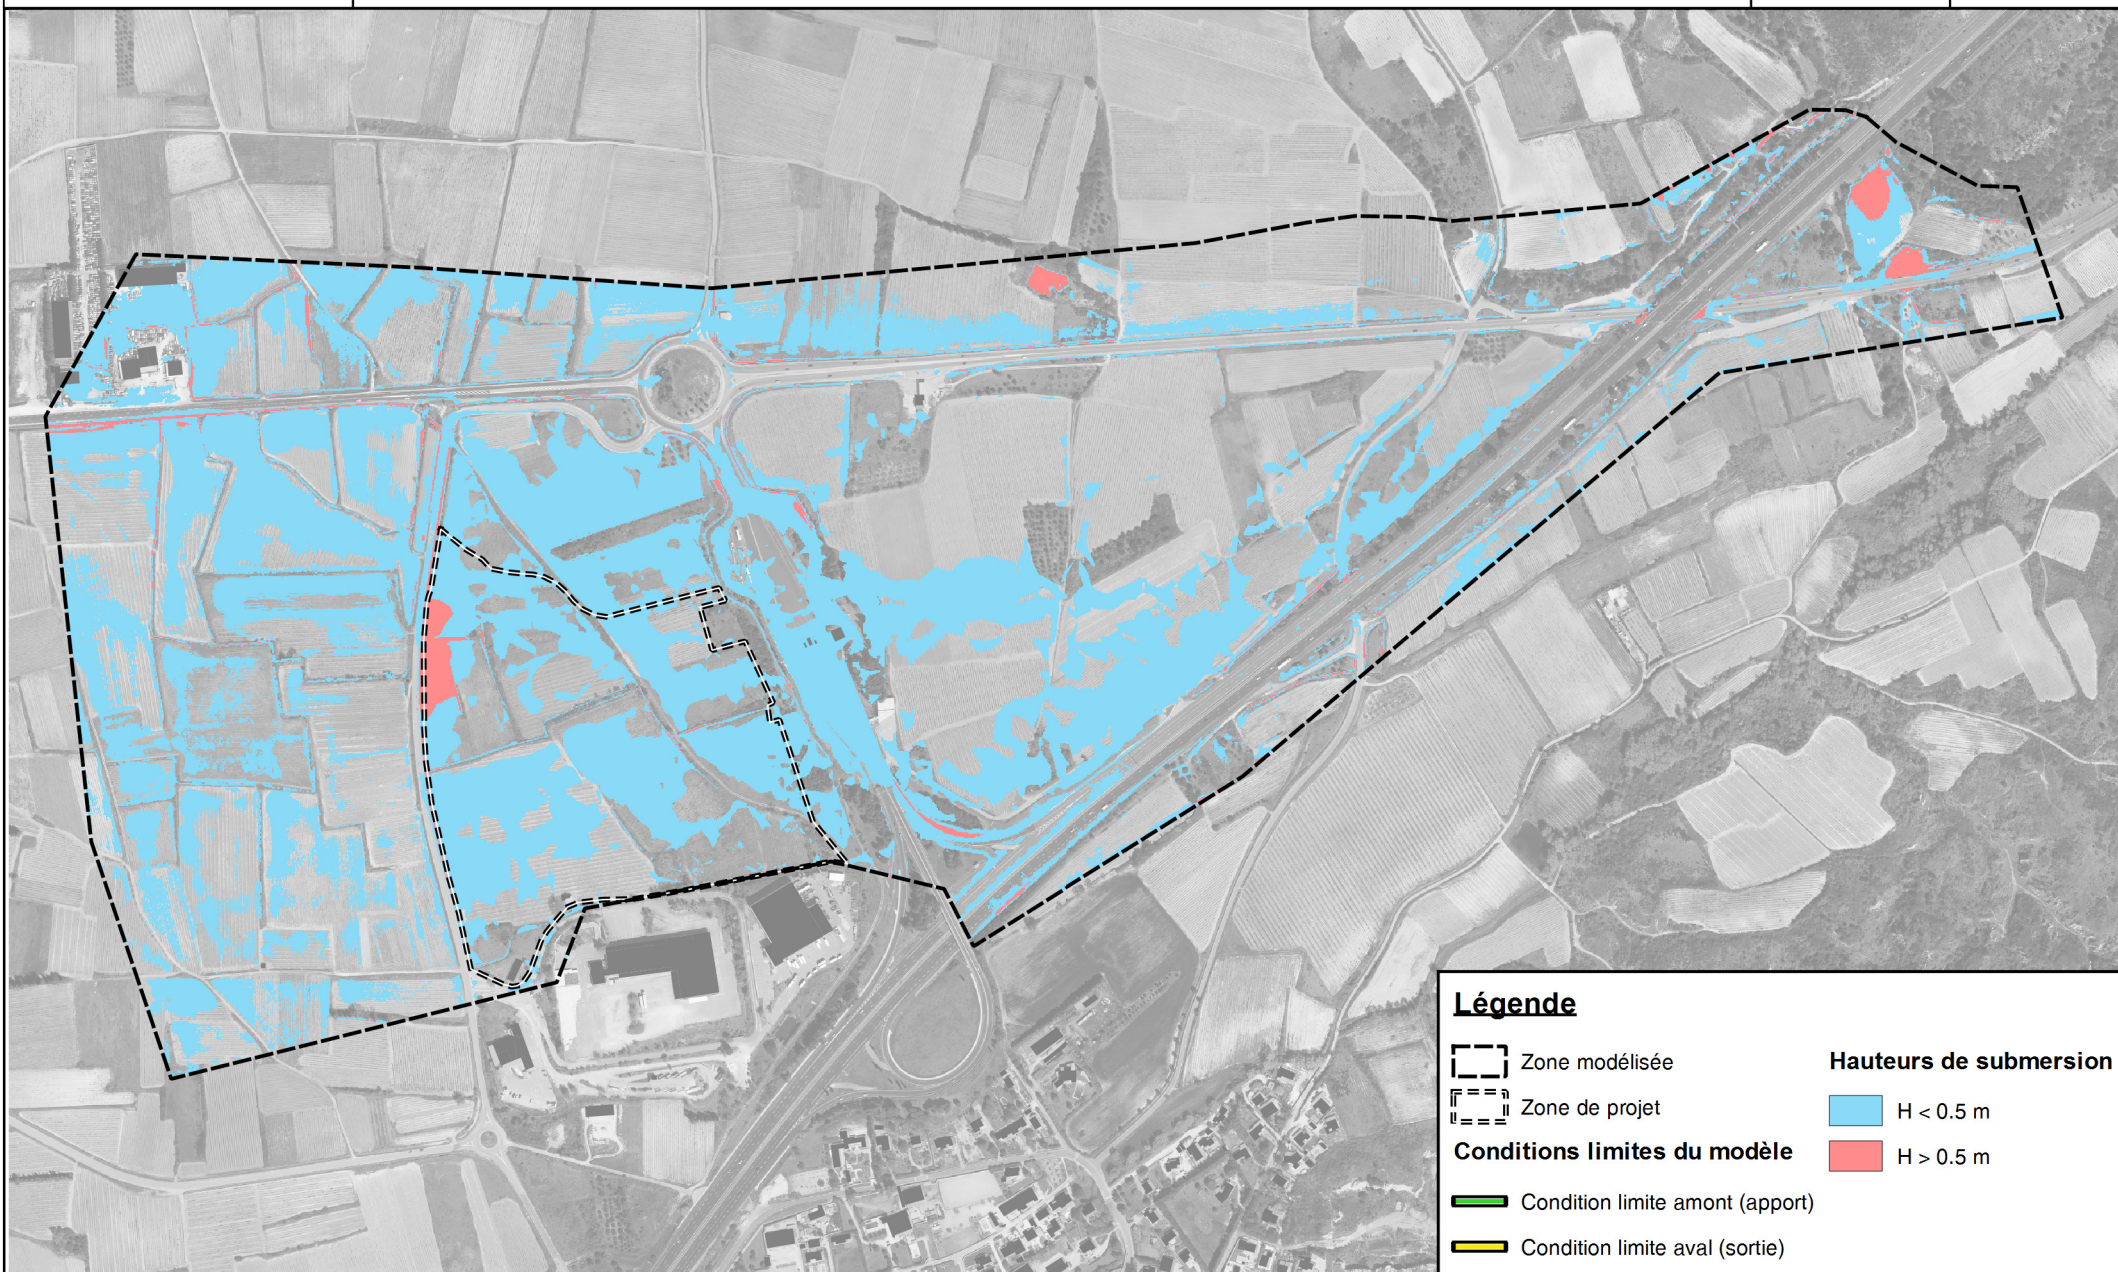 Légende
Zone modélisée
Zone de projet
Conditions limites du modèle
Condition limite amont (apport)
Condition limite aval (sortie)
Hauteurs de submersion
H < 0.5 m
H > 0.5 m